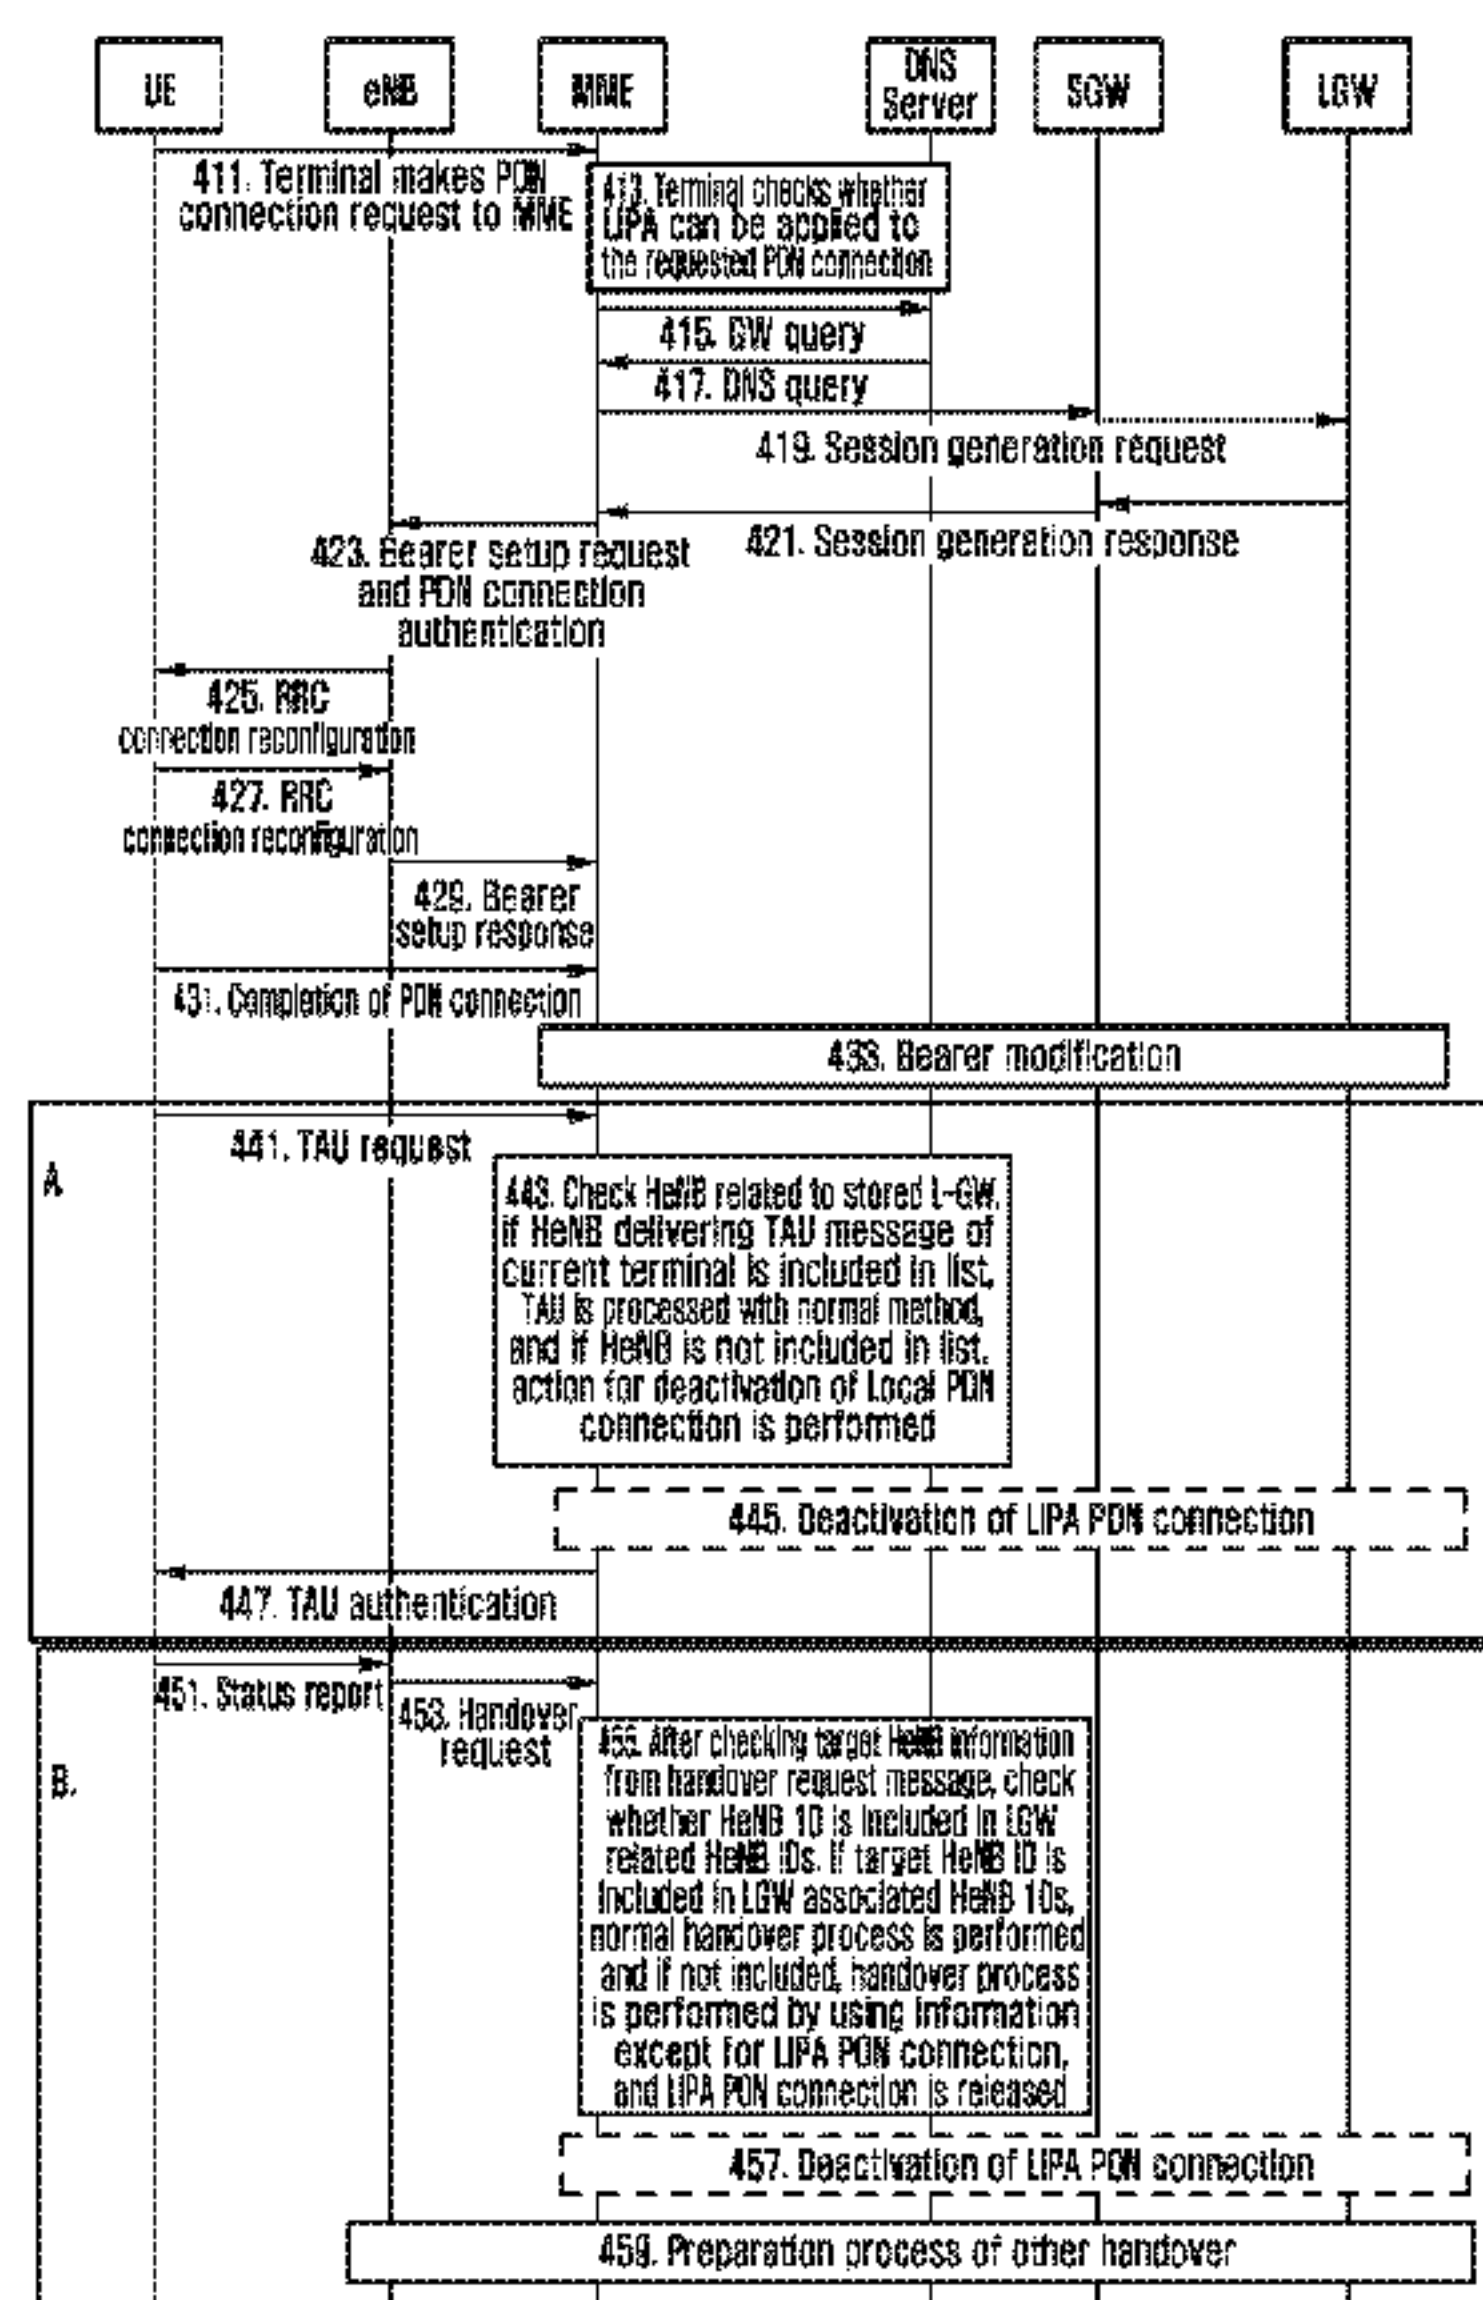 UE
eNB
MME
DNS
Server
SGW
LGW
411. Terminal makes PDN
connection request to MME
413. Terminal checks whether
LIPA can be applied to
the requested PDN connection
415. GW query
417. DNS query
419. Session generation request
421. Session generation response
423. Bearer setup request
and PDN connection
authentication
425. RRC
connection reconfiguration
427. RRC
connection reconfiguration
429. Bearer
setup response
431. Completion of PDN connection
433. Bearer modification
A.
441. TAU request
443. Check HeNB related to stored L-GW.
if HeNB delivering TAU message of
current terminal is included in list,
TAU is processed with normal method,
and if HeNB is not included in list.
action for deactivation of Local PDN
connection is performed
445. Deactivation of LIPA PDN connection
447. TAU authentication
B.
451. Status report
453. Handover
request
455. After checking target HeNB information
from handover request message, check
whether HeNB 1D is included in LGW
related HeNB IDs. If target HeNB ID is
included in LGW associated HeNB 1Ds,
normal handover process is performed
and if not included, handover process
is performed by using information
except for LIPA PDN connection,
and LIPA PDN connection is released
457. Deactivation of LIPA PDN connection
459. Preparation process of other handover